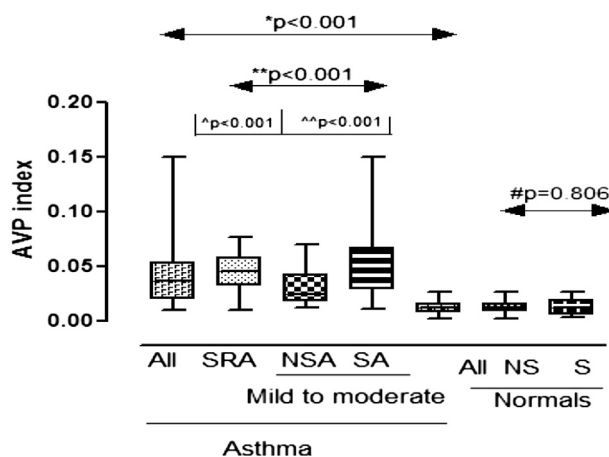 *p<0.001
**p<0.001
^p<0.001 ^^p<0.001
#p=0.806
AVP index
0.20
0.15
0.10
0.05
0.00
All SRA NSA SA All NS S
Mild to moderate Normals
Asthma